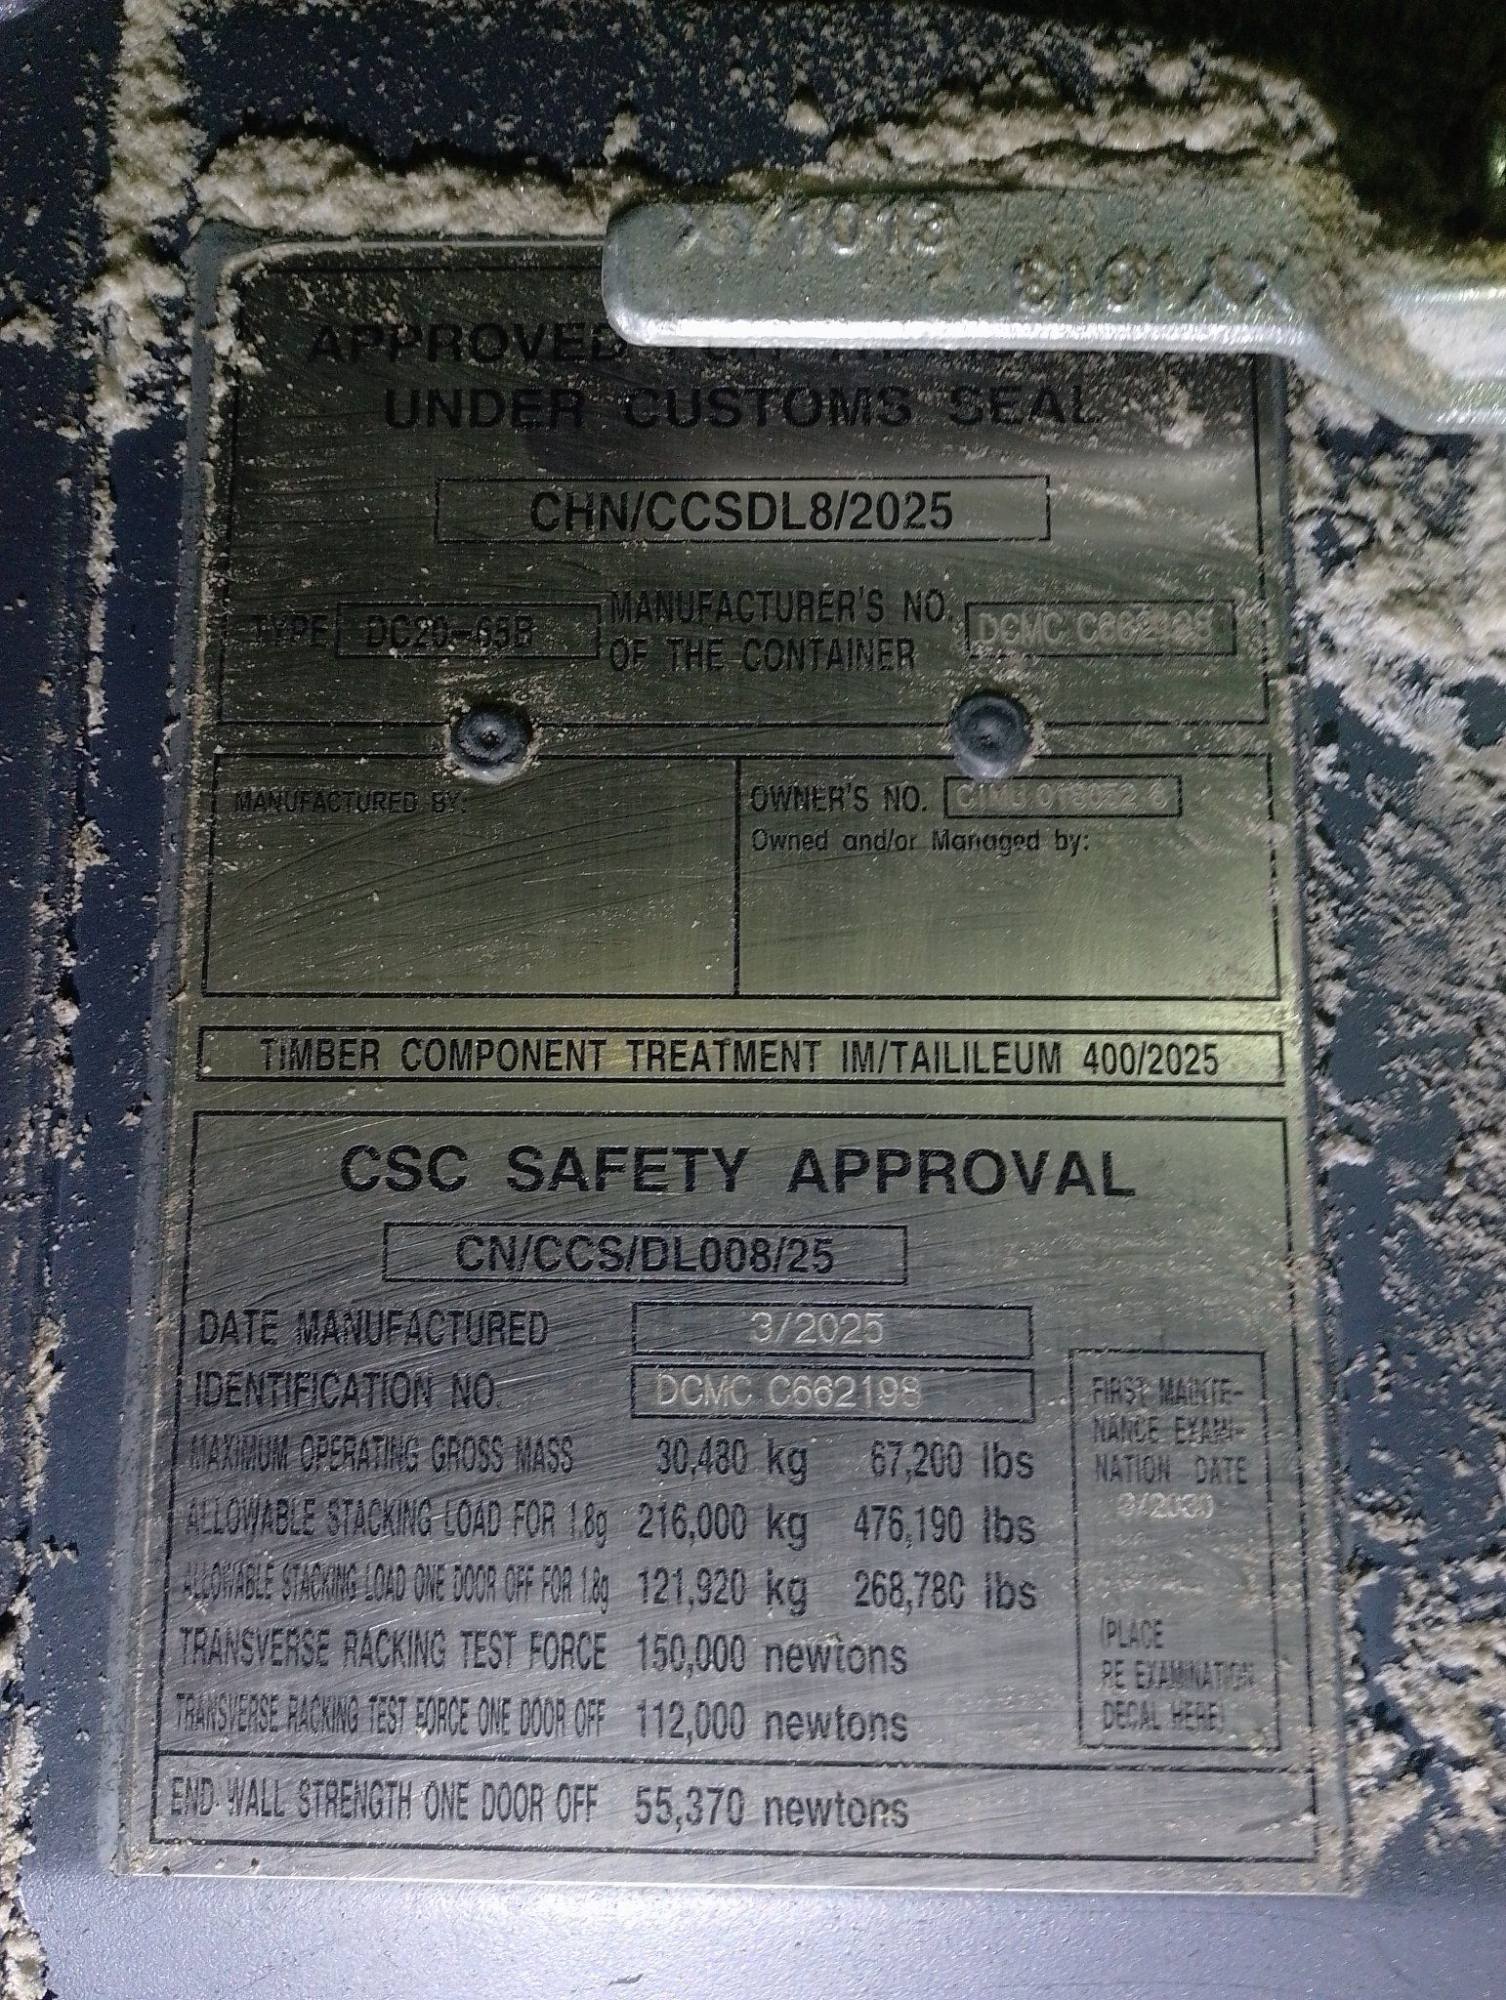 XY1013
APPROVED
UNDER CUSTOMS SEAL
CHN/CCSDL8/2025
TYPE DC20-65B MANUFACTURER'S NO. OF THE CONTAINER DCMC C662198
MANUFACTURED BY:
OWNER'S NO.
Owned and/or Managed by:
TIMBER COMPONENT TREATMENT IM/TAILILEUM 400/2025
CSC SAFETY APPROVAL
CN/CCS/DL008/25
DATE MANUFACTURED 3/2025
IDENTIFICATION NO. DCMC C662198
MAXIMUM OPERATING GROSS MASS 30,480 kg 67,200 lbs
ALLOWABLE STACKING LOAD FOR 1.8g 216,000 kg 476,190 lbs
ALLOWABLE STACKING LOAD ONE DOOR OFF FOR 1.8g 121,920 kg 268,780 lbs
TRANSVERSE RACKING TEST FORCE 150,000 newtons
TRANSVERSE RACKING TEST FORCE ONE DOOR OFF 112,000 newtons
END WALL STRENGTH ONE DOOR OFF 55,370 newtons
FIRST MAINTE-
NANCE EXAMI-
NATION DATE
3/2030
(PLACE
RE EXAMINATION
DECAL HERE)